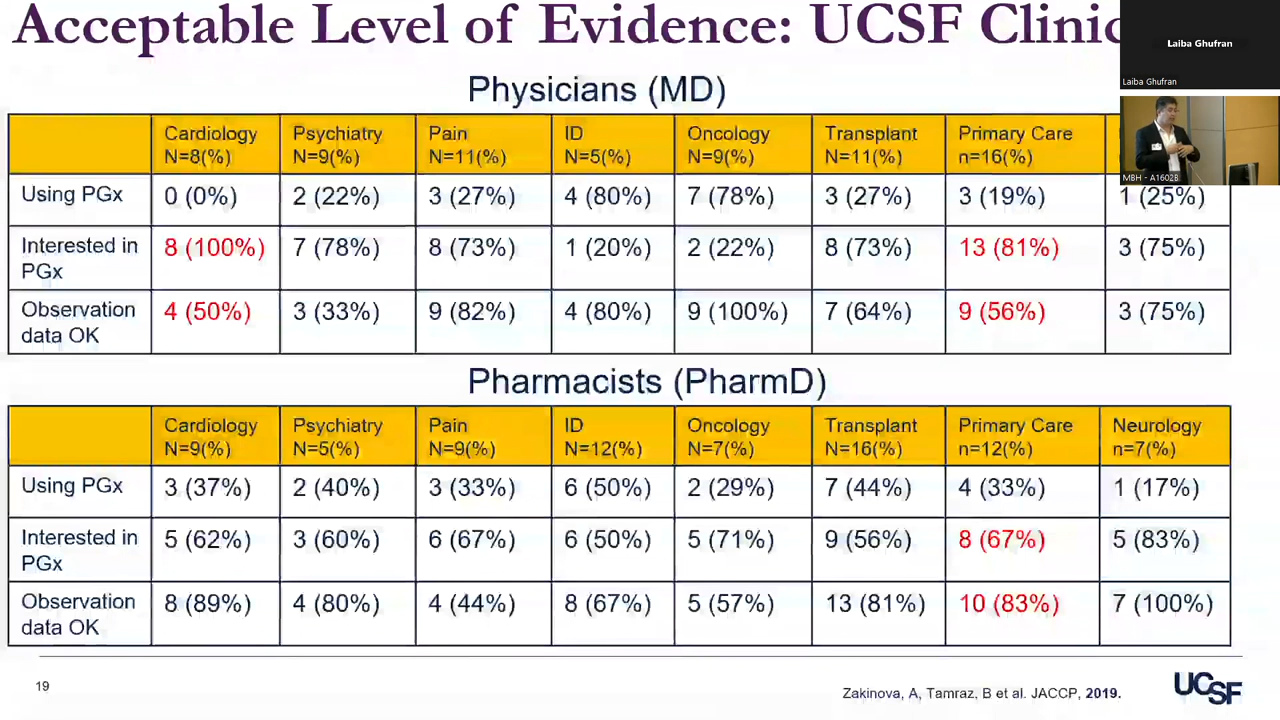 Acceptable Level of Evidence: UCSF Clinic
Laiba Ghufran
Laiba Ghufran
MBH - A1602B
Physicians (MD)
Cardiology N=8(%) Psychiatry N=9(%) Pain N=11(%) ID N=5(%) Oncology N=9(%) Transplant N=11(%) Primary Care n=16(%)
Using PGx 0 (0%) 2 (22%) 3 (27%) 4 (80%) 7 (78%) 3 (27%) 3 (19%) 1 (25%)
Interested in PGx 8 (100%) 7 (78%) 8 (73%) 1 (20%) 2 (22%) 8 (73%) 13 (81%) 3 (75%)
Observation data OK 4 (50%) 3 (33%) 9 (82%) 4 (80%) 9 (100%) 7 (64%) 9 (56%) 3 (75%)
Pharmacists (PharmD)
Cardiology N=9(%) Psychiatry N=5(%) Pain N=9(%) ID N=12(%) Oncology N=7(%) Transplant N=16(%) Primary Care n=12(%) Neurology n=7(%)
Using PGx 3 (37%) 2 (40%) 3 (33%) 6 (50%) 2 (29%) 7 (44%) 4 (33%) 1 (17%)
Interested in PGx 5 (62%) 3 (60%) 6 (67%) 6 (50%) 5 (71%) 9 (56%) 8 (67%) 5 (83%)
Observation data OK 8 (89%) 4 (80%) 4 (44%) 8 (67%) 5 (57%) 13 (81%) 10 (83%) 7 (100%)
19
Zakinova, A, Tamraz, B et al. JACCP, 2019.
UCSF